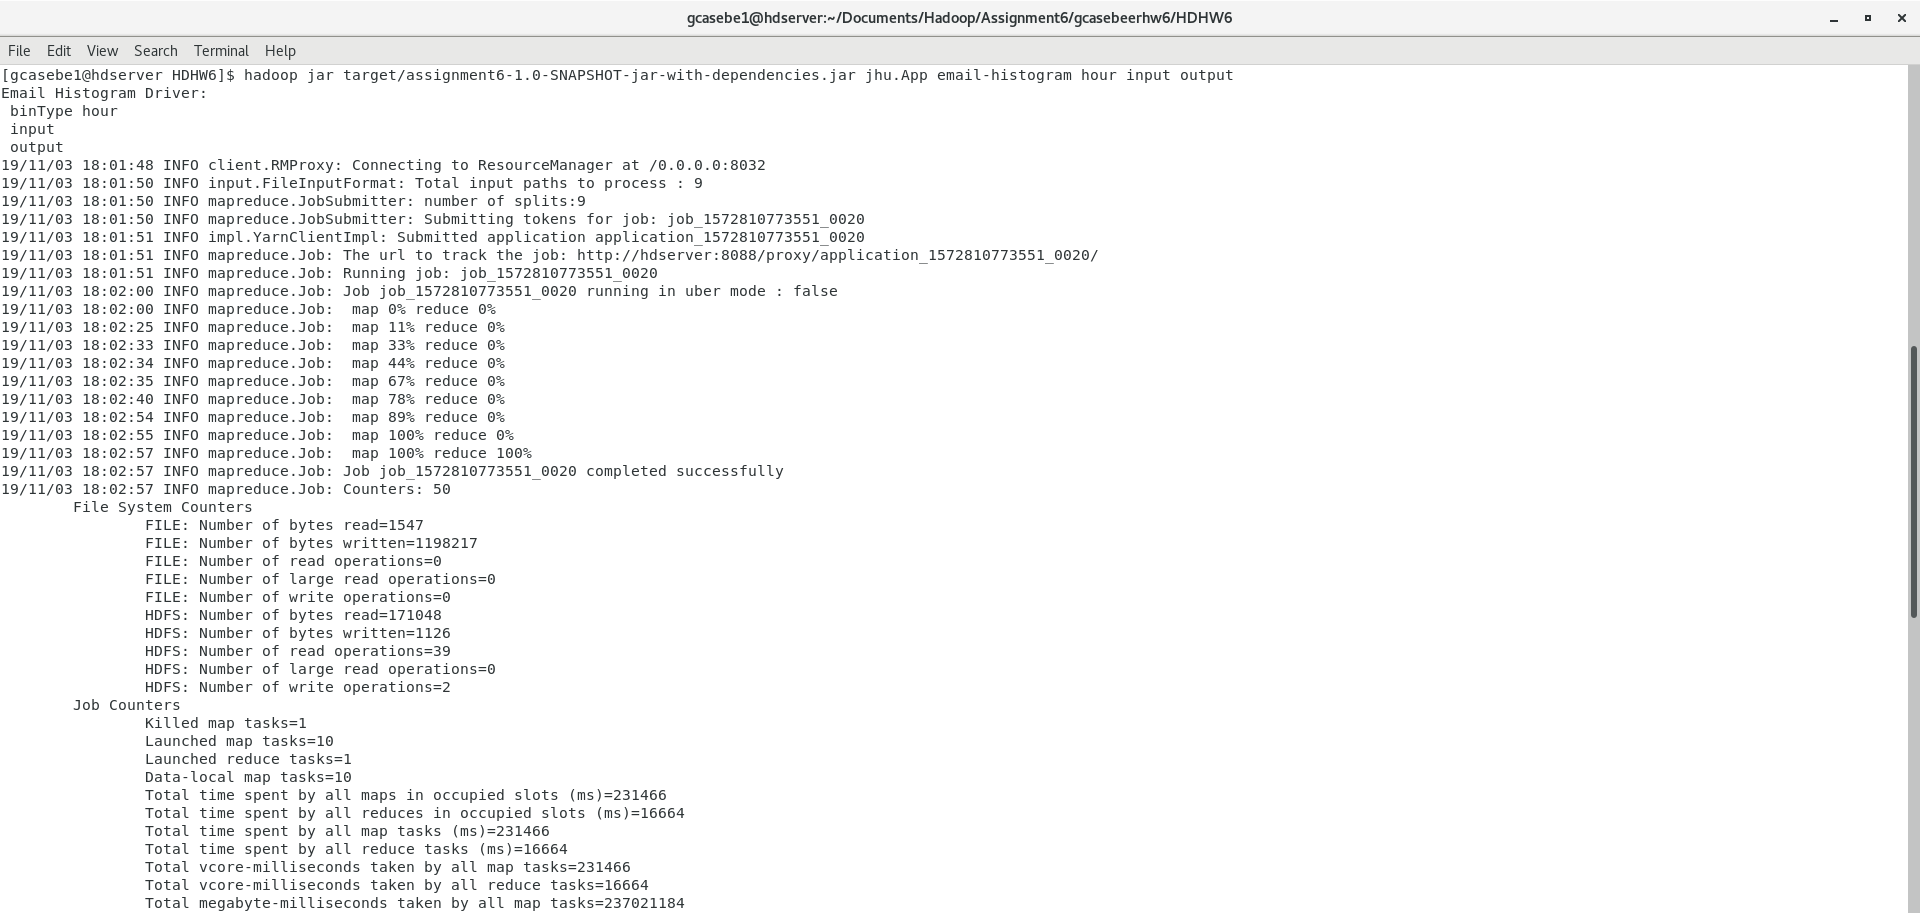 gcasebe1@hdserver:~/Documents/Hadoop/Assignment6/gcasebeerhw6/HDHW6
File Edit View Search Terminal Help
[gcasebe1@hdserver HDHW6]$ hadoop jar target/assignment6-1.0-SNAPSHOT-jar-with-dependencies.jar jhu.App email-histogram hour input output
Email Histogram Driver:
 binType hour
 input
 output
19/11/03 18:01:48 INFO client.RMProxy: Connecting to ResourceManager at /0.0.0.0:8032
19/11/03 18:01:50 INFO input.FileInputFormat: Total input paths to process : 9
19/11/03 18:01:50 INFO mapreduce.JobSubmitter: number of splits:9
19/11/03 18:01:50 INFO mapreduce.JobSubmitter: Submitting tokens for job: job_1572810773551_0020
19/11/03 18:01:51 INFO impl.YarnClientImpl: Submitted application application_1572810773551_0020
19/11/03 18:01:51 INFO mapreduce.Job: The url to track the job: http://hdserver:8088/proxy/application_1572810773551_0020/
19/11/03 18:01:51 INFO mapreduce.Job: Running job: job_1572810773551_0020
19/11/03 18:02:00 INFO mapreduce.Job: Job job_1572810773551_0020 running in uber mode : false
19/11/03 18:02:00 INFO mapreduce.Job:  map 0% reduce 0%
19/11/03 18:02:25 INFO mapreduce.Job:  map 11% reduce 0%
19/11/03 18:02:33 INFO mapreduce.Job:  map 33% reduce 0%
19/11/03 18:02:34 INFO mapreduce.Job:  map 44% reduce 0%
19/11/03 18:02:35 INFO mapreduce.Job:  map 67% reduce 0%
19/11/03 18:02:40 INFO mapreduce.Job:  map 78% reduce 0%
19/11/03 18:02:54 INFO mapreduce.Job:  map 89% reduce 0%
19/11/03 18:02:55 INFO mapreduce.Job:  map 100% reduce 0%
19/11/03 18:02:57 INFO mapreduce.Job:  map 100% reduce 100%
19/11/03 18:02:57 INFO mapreduce.Job: Job job_1572810773551_0020 completed successfully
19/11/03 18:02:57 INFO mapreduce.Job: Counters: 50
File System Counters
FILE: Number of bytes read=1547
FILE: Number of bytes written=1198217
FILE: Number of read operations=0
FILE: Number of large read operations=0
FILE: Number of write operations=0
HDFS: Number of bytes read=171048
HDFS: Number of bytes written=1126
HDFS: Number of read operations=39
HDFS: Number of large read operations=0
HDFS: Number of write operations=2
Job Counters
Killed map tasks=1
Launched map tasks=10
Launched reduce tasks=1
Data-local map tasks=10
Total time spent by all maps in occupied slots (ms)=231466
Total time spent by all reduces in occupied slots (ms)=16664
Total time spent by all map tasks (ms)=231466
Total time spent by all reduce tasks (ms)=16664
Total vcore-milliseconds taken by all map tasks=231466
Total vcore-milliseconds taken by all reduce tasks=16664
Total megabyte-milliseconds taken by all map tasks=237021184